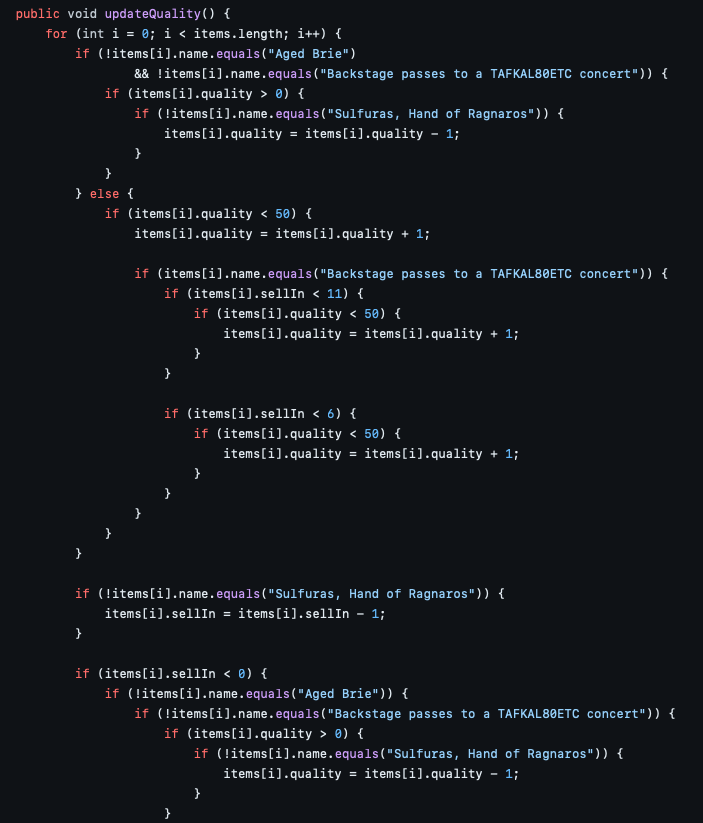 public void updateQuality() {
    for (int i = 0; i < items.length; i++) {
        if (!items[i].name.equals("Aged Brie")
                && !items[i].name.equals("Backstage passes to a TAFKAL80ETC concert")) {
            if (items[i].quality > 0) {
                if (!items[i].name.equals("Sulfuras, Hand of Ragnaros")) {
                    items[i].quality = items[i].quality - 1;
                }
            }
        } else {
            if (items[i].quality < 50) {
                items[i].quality = items[i].quality + 1;

                if (items[i].name.equals("Backstage passes to a TAFKAL80ETC concert")) {
                    if (items[i].sellIn < 11) {
                        if (items[i].quality < 50) {
                            items[i].quality = items[i].quality + 1;
                        }
                    }

                    if (items[i].sellIn < 6) {
                        if (items[i].quality < 50) {
                            items[i].quality = items[i].quality + 1;
                        }
                    }
                }
            }
        }

        if (!items[i].name.equals("Sulfuras, Hand of Ragnaros")) {
            items[i].sellIn = items[i].sellIn - 1;
        }

        if (items[i].sellIn < 0) {
            if (!items[i].name.equals("Aged Brie")) {
                if (!items[i].name.equals("Backstage passes to a TAFKAL80ETC concert")) {
                    if (items[i].quality > 0) {
                        if (!items[i].name.equals("Sulfuras, Hand of Ragnaros")) {
                            items[i].quality = items[i].quality - 1;
                        }
                    }